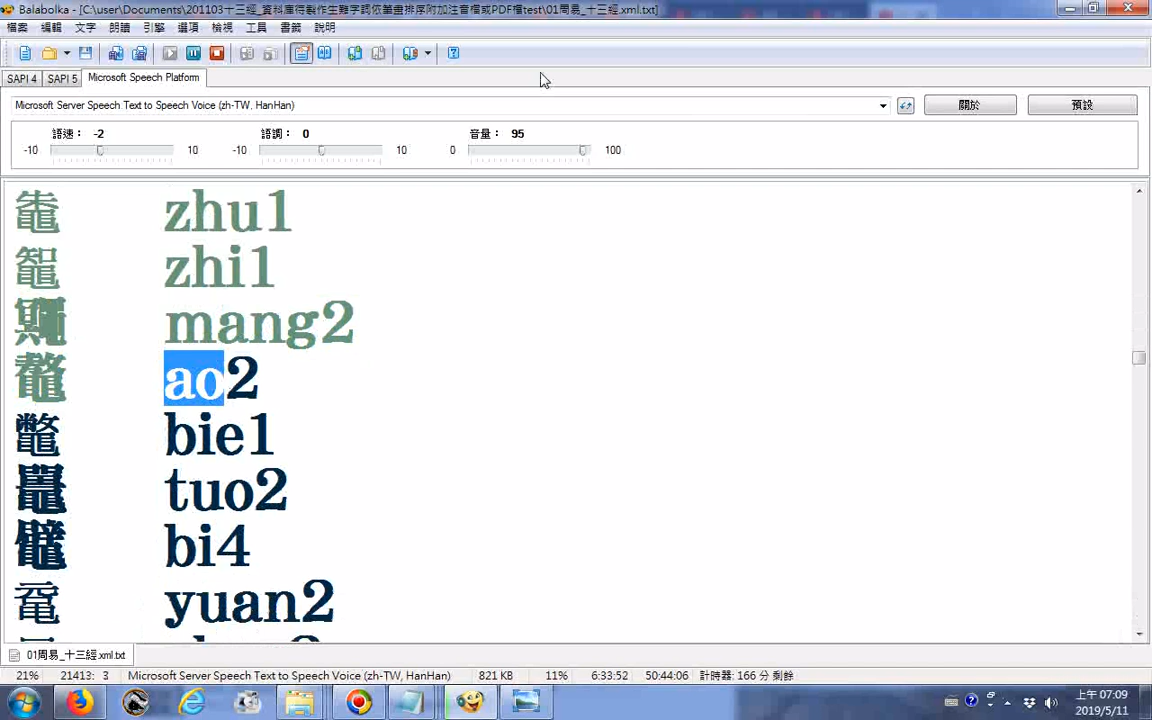 Balabolka - [C:\user\Documents\201103十三經_資料庫待製作生難字詞依筆畫排序附加注音檔或PDF檔test\01周易_十三經.xml.txt]
檔案 編輯 文字 朗讀 引擎 選項 檢視 工具 書籤 說明
SAPI 4 SAPI 5 Microsoft Speech Platform
Microsoft Server Speech Text to Speech Voice (zh-TW, HanHan) 關於 預設
語速： -2 語調： 0 音量： 95
-10 10 -10 10 0 100
鼄 zhu1
鼅 zhi1
mang2
鼇 ao2
鼈 bie1
鼉 tuo2
bi4
黿 yuan2
01周易_十三經.xml.txt
21% 21413: 3 Microsoft Server Speech Text to Speech Voice (zh-TW, HanHan) 821 KB 11% 6:33:52 50:44:06 計時器: 166 分 剩餘
上午 07:09
2019/5/11